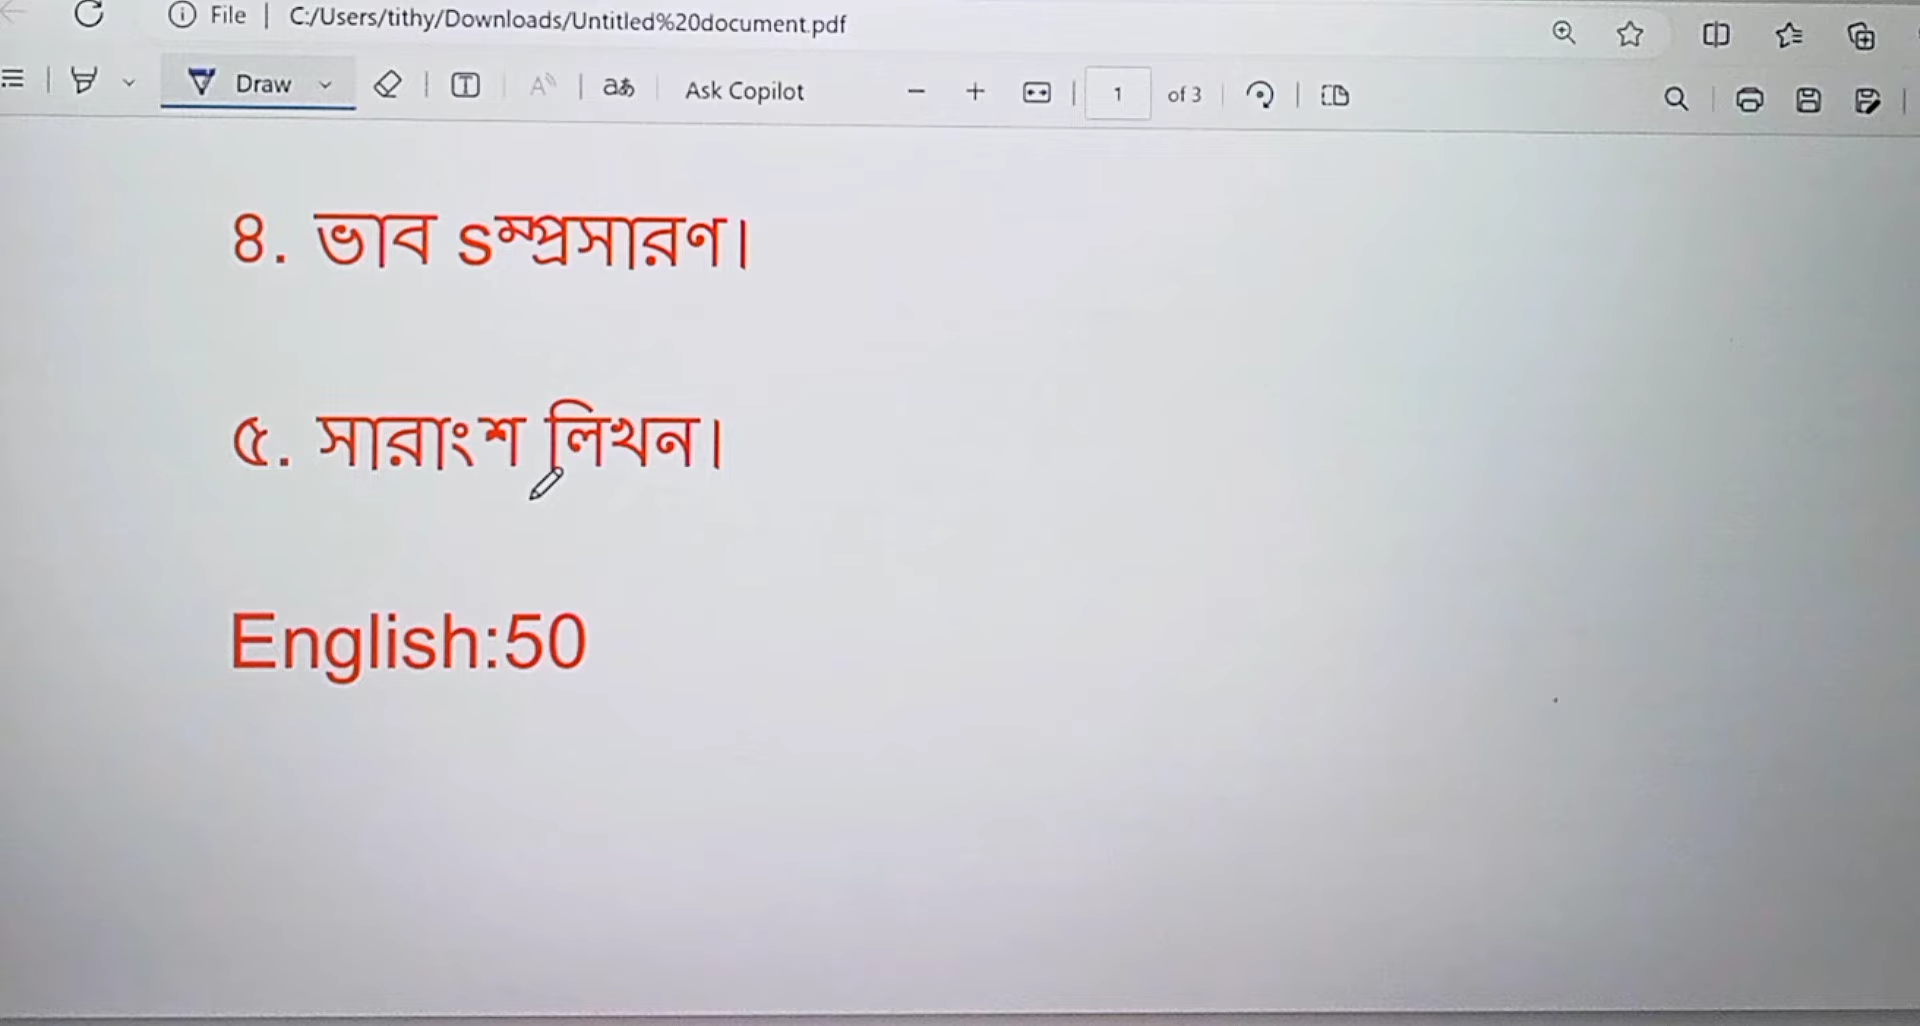 File | C:/Users/tithy/Downloads/Untitled%20document.pdf
Draw Ask Copilot 1 of 3
৪. ভাব sম্প্রসারণ।
৫. সারাংশ লিখন।
English:50